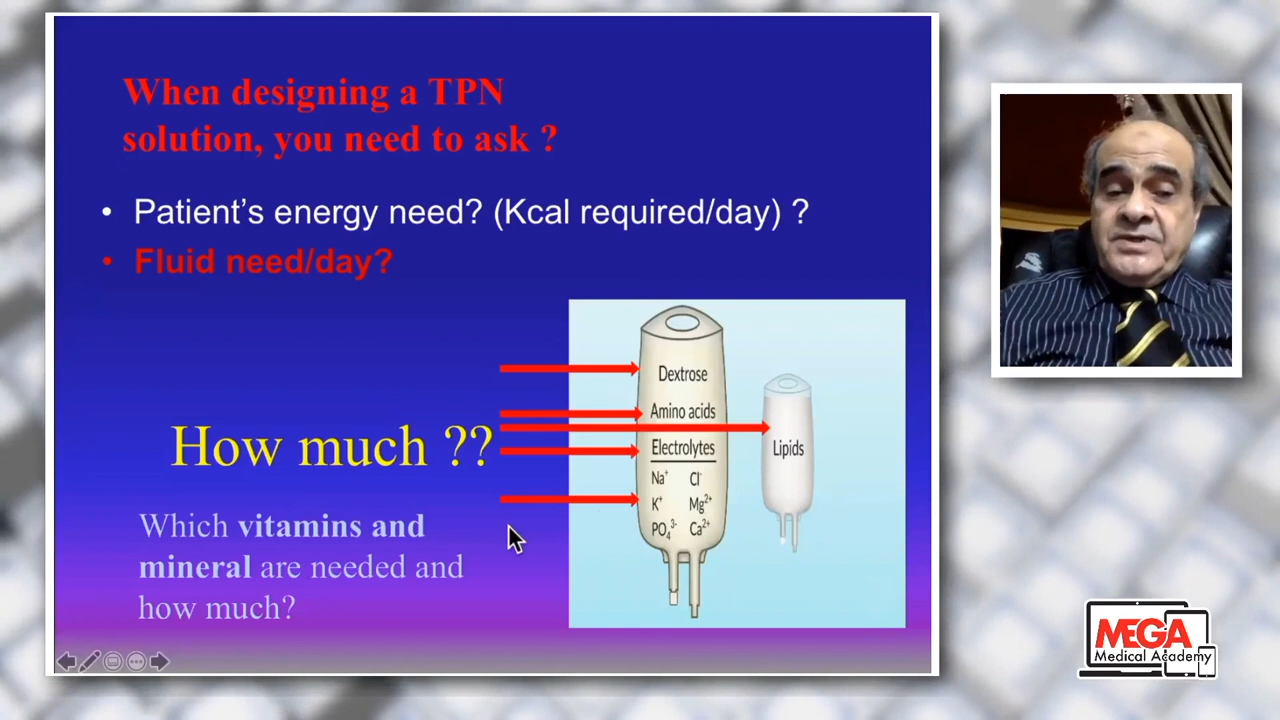 When designing a TPN
solution, you need to ask ?
• Patient's energy need? (Kcal required/day) ?
• Fluid need/day?
How much ??
Which vitamins and
mineral are needed and
how much?
Dextrose
Amino acids
Electrolytes
Na⁺ Cl⁻
K⁺ Mg²⁺
PO₄³⁻ Ca²⁺
Lipids
MEGA
Medical Academy